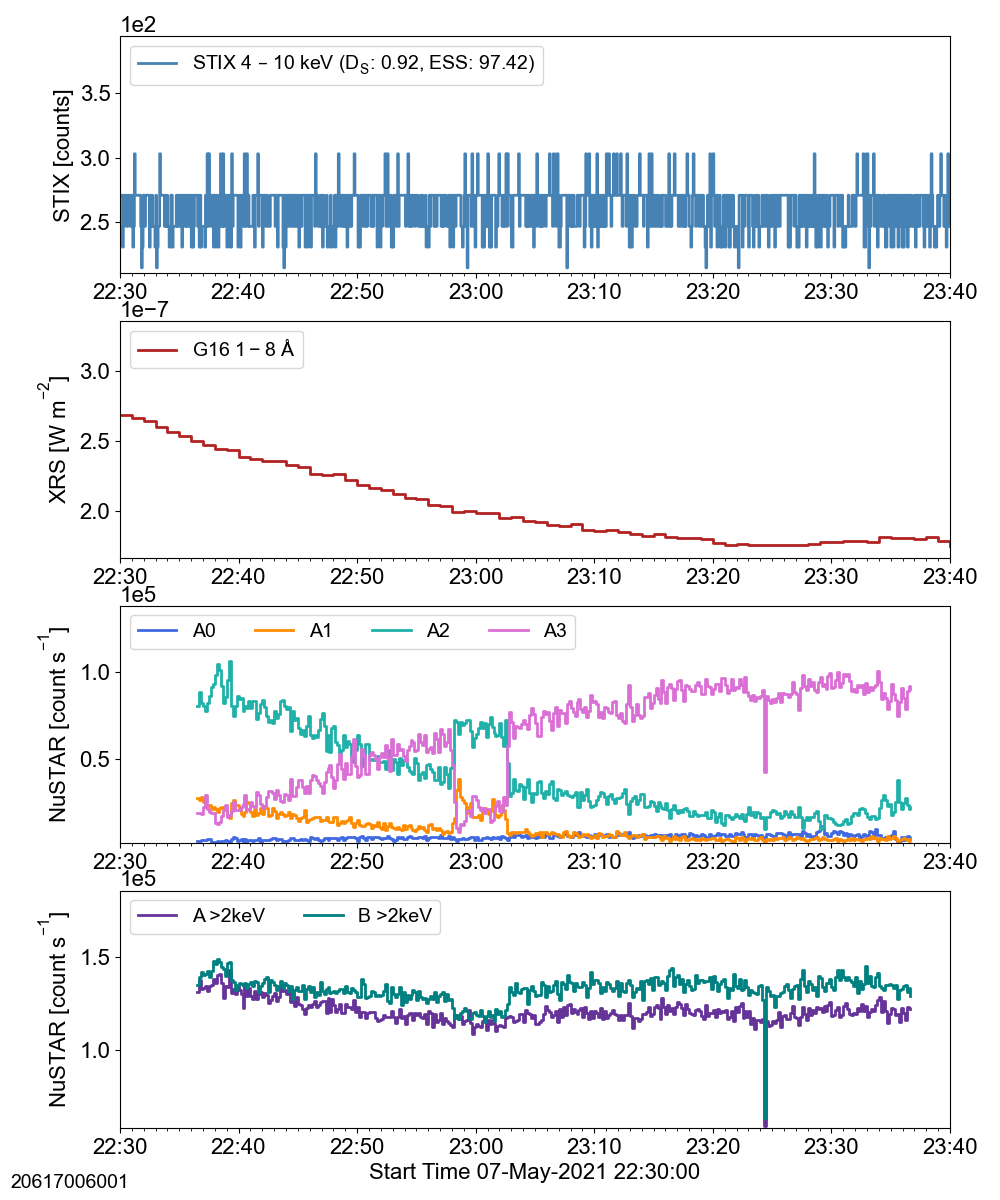 1e2
STIX [counts]
3.5
3.0
2.5
STIX 4 – 10 keV (D_S: 0.92, ESS: 97.42)
22:30 22:40 22:50 23:00 23:10 23:20 23:30 23:40
1e−7
XRS [W m⁻²]
3.0
2.5
2.0
G16 1 – 8 Å
22:30 22:40 22:50 23:00 23:10 23:20 23:30 23:40
1e5
NuSTAR [count s⁻¹]
1.0
0.5
A0 A1 A2 A3
22:30 22:40 22:50 23:00 23:10 23:20 23:30 23:40
1e5
NuSTAR [count s⁻¹]
1.5
1.0
A >2keV B >2keV
22:30 22:40 22:50 23:00 23:10 23:20 23:30 23:40
Start Time 07-May-2021 22:30:00
20617006001